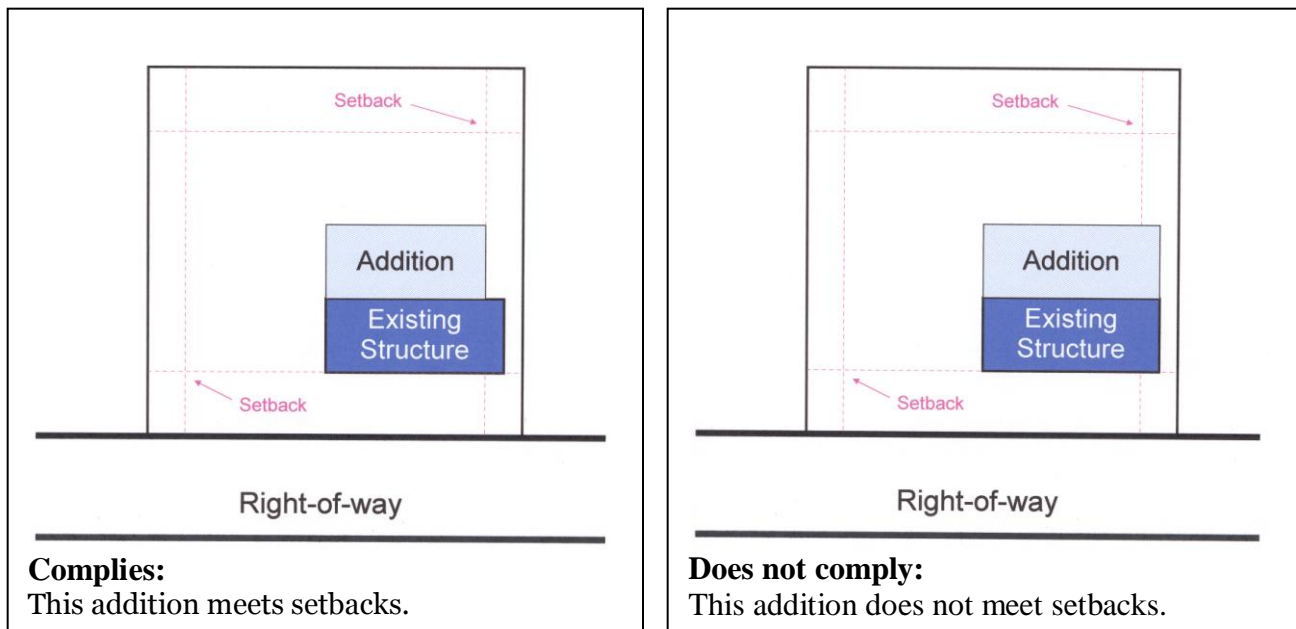 Setback
Addition
Existing
Structure
Setback
Right-of-way
Complies:
This addition meets setbacks.
Setback
Addition
Existing
Structure
Setback
Right-of-way
Does not comply:
This addition does not meet setbacks.